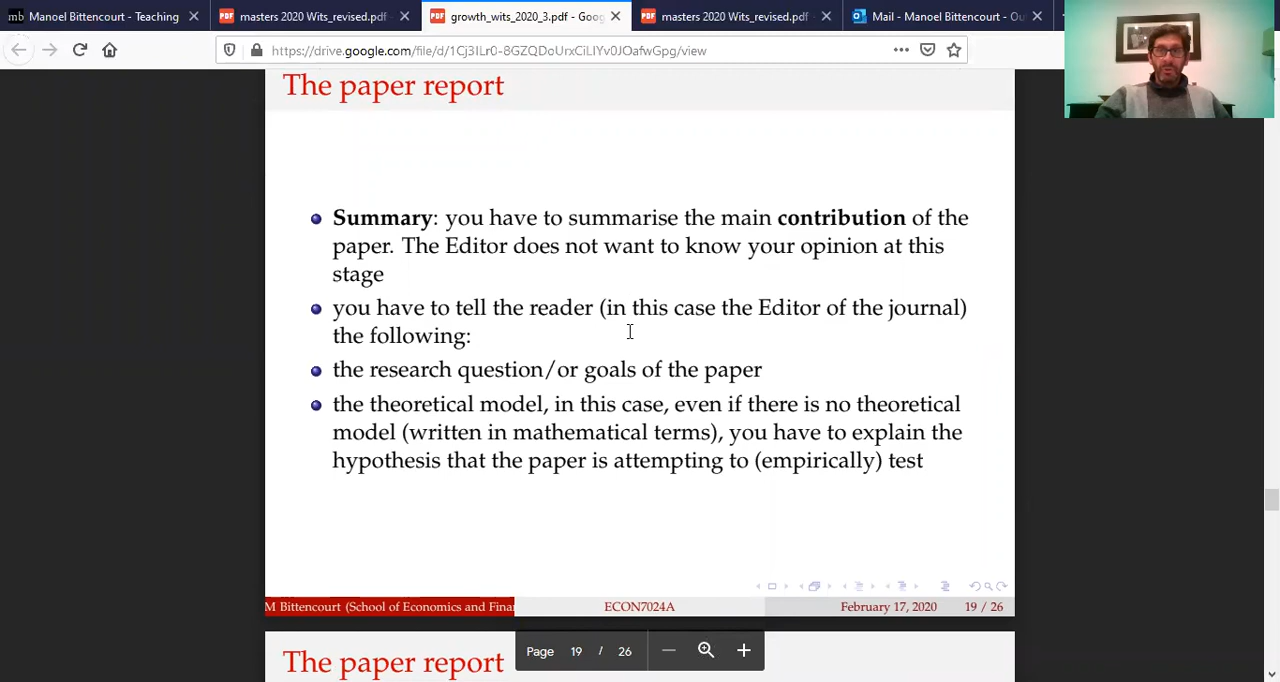 Manoel Bittencourt - Teaching
masters 2020 Wits_revised.pdf
growth_wits_2020_3.pdf - Goog
masters 2020 Wits_revised.pdf
Mail - Manoel Bittencourt - Ou
https://drive.google.com/file/d/1Cj3ILr0-8GZQDoUrxCiLIYv0JOafwGpg/view
The paper report
Summary: you have to summarise the main contribution of the
paper. The Editor does not want to know your opinion at this
stage
you have to tell the reader (in this case the Editor of the journal)
the following:
the research question/or goals of the paper
the theoretical model, in this case, even if there is no theoretical
model (written in mathematical terms), you have to explain the
hypothesis that the paper is attempting to (empirically) test
M Bittencourt (School of Economics and Finan
ECON7024A
February 17, 2020
19 / 26
The paper report
Page 19 / 26